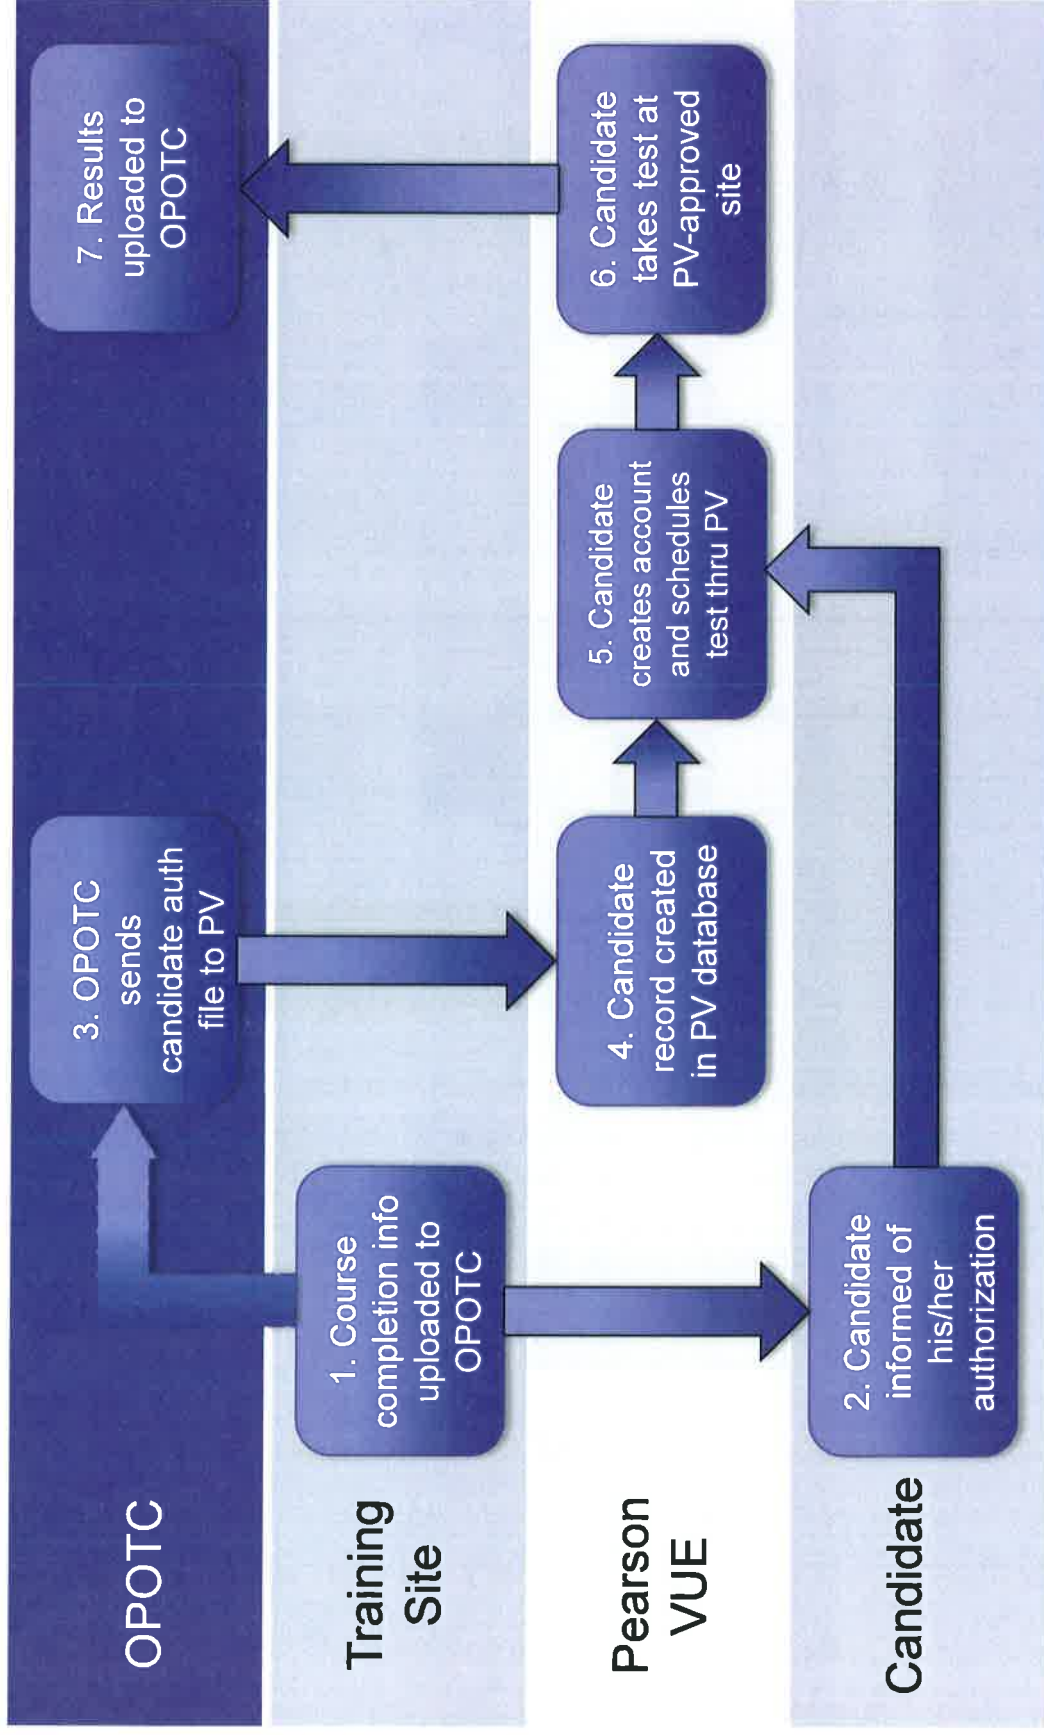 OPOTC
3. OPOTC
sends
candidate auth
file to PV
7. Results
uploaded to
OPOTC
Training
Site
1. Course
completion info
uploaded to
OPOTC
Pearson
VUE
4. Candidate
record created
in PV database
5. Candidate
creates account
and schedules
test thru PV
6. Candidate
takes test at
PV-approved
site
Candidate
2. Candidate
informed of
his/her
authorization